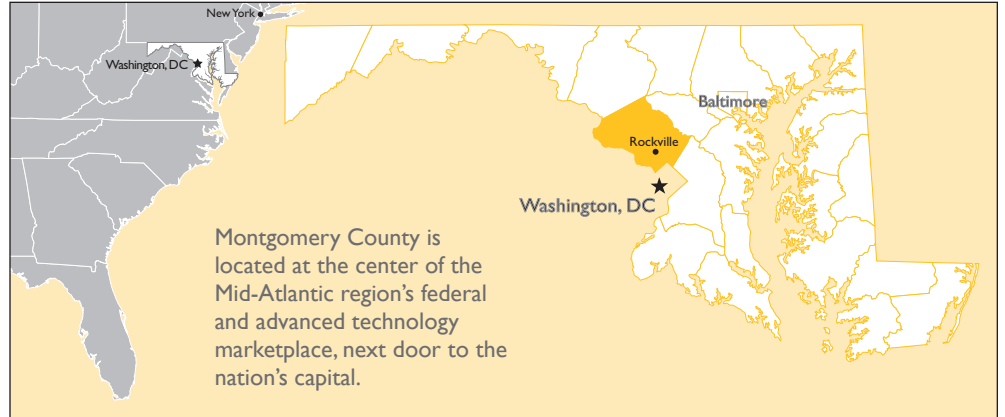 New York
Washington, DC
Baltimore
Rockville
Washington, DC
Montgomery County is
located at the center of the
Mid-Atlantic region's federal
and advanced technology
marketplace, next door to the
nation's capital.